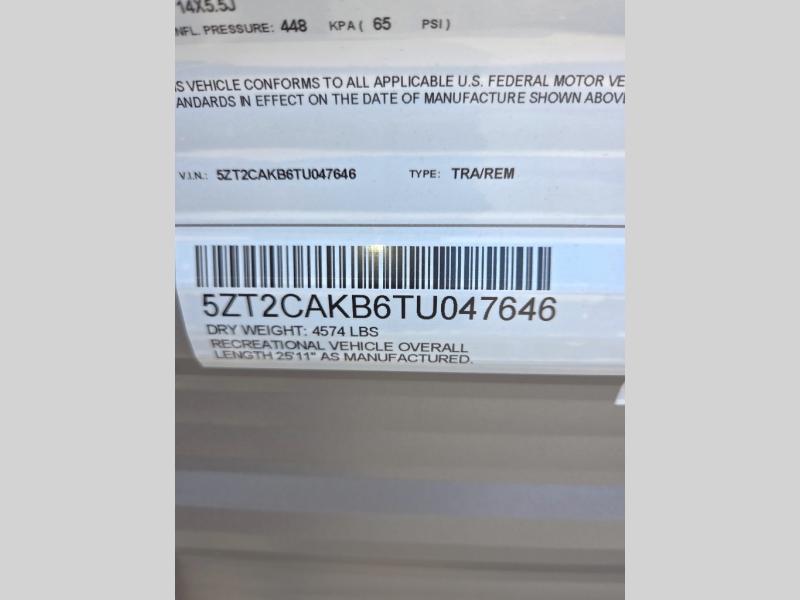 14X5.5J
NFL. PRESSURE: 448 KPA ( 65 PSI )
S VEHICLE CONFORMS TO ALL APPLICABLE U.S. FEDERAL MOTOR VE
ANDARDS IN EFFECT ON THE DATE OF MANUFACTURE SHOWN ABOV
V.I.N.: 5ZT2CAKB6TU047646 TYPE: TRA/REM
5ZT2CAKB6TU047646
DRY WEIGHT: 4574 LBS
RECREATIONAL VEHICLE OVERALL
LENGTH 25'11" AS MANUFACTURED.